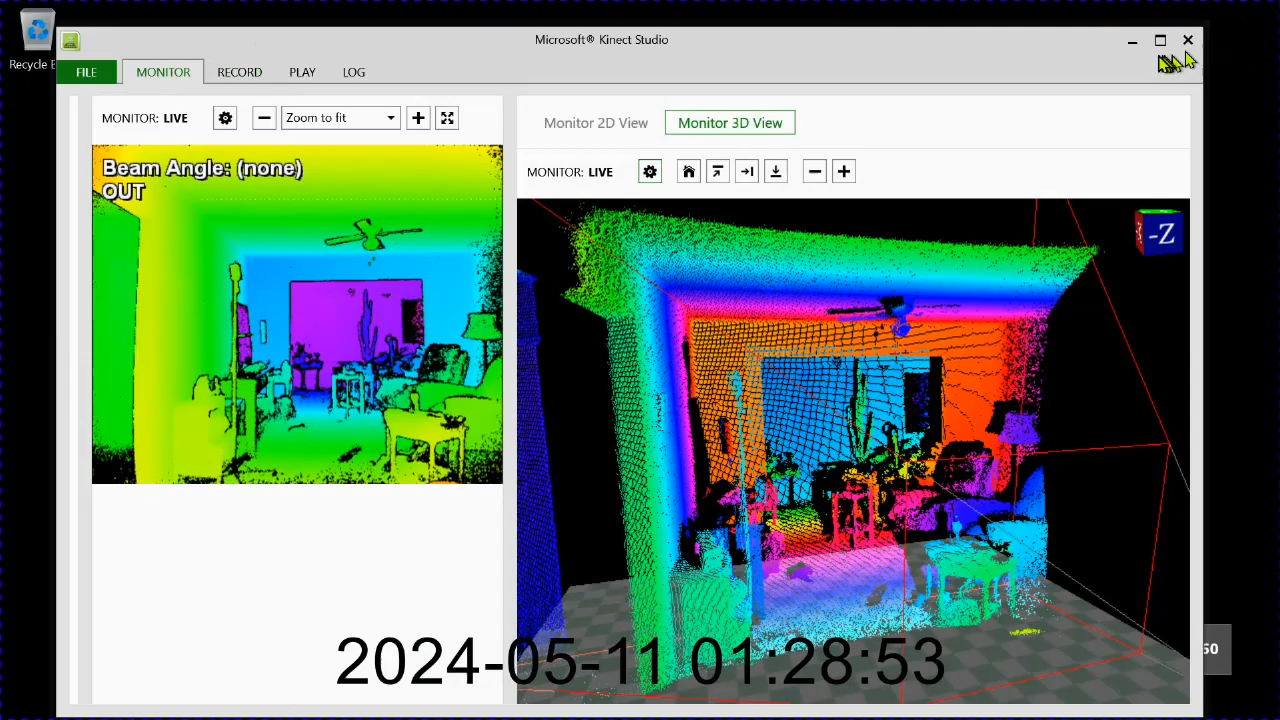 Microsoft® Kinect Studio
Recycle B
FILE
MONITOR
RECORD
PLAY
LOG
MONITOR: LIVE
Zoom to fit
Monitor 2D View
Monitor 3D View
MONITOR: LIVE
Beam Angle: (none)
OUT
-Z
50
2024-05-11 01:28:53